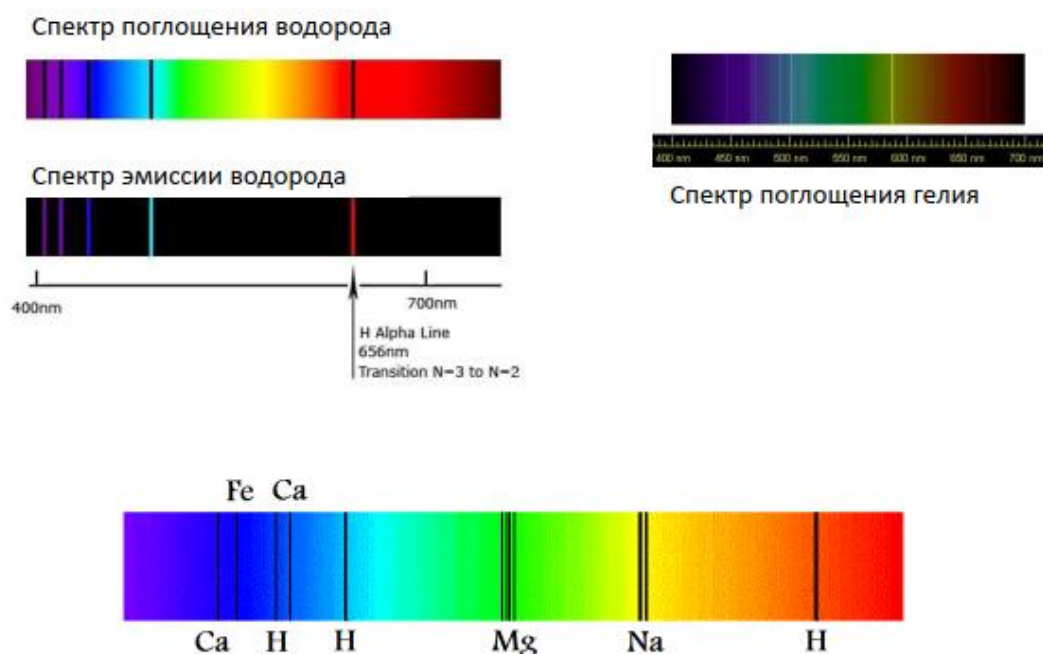 Спектр поглощения водорода
Спектр эмиссии водорода
400nm
700nm
H Alpha Line
656nm
Transition N=3 to N=2
400 nm 450 nm 500 nm 550 nm 600 nm 650 nm 700 nm
Спектр поглощения гелия
Fe Ca
Ca H H Mg Na H